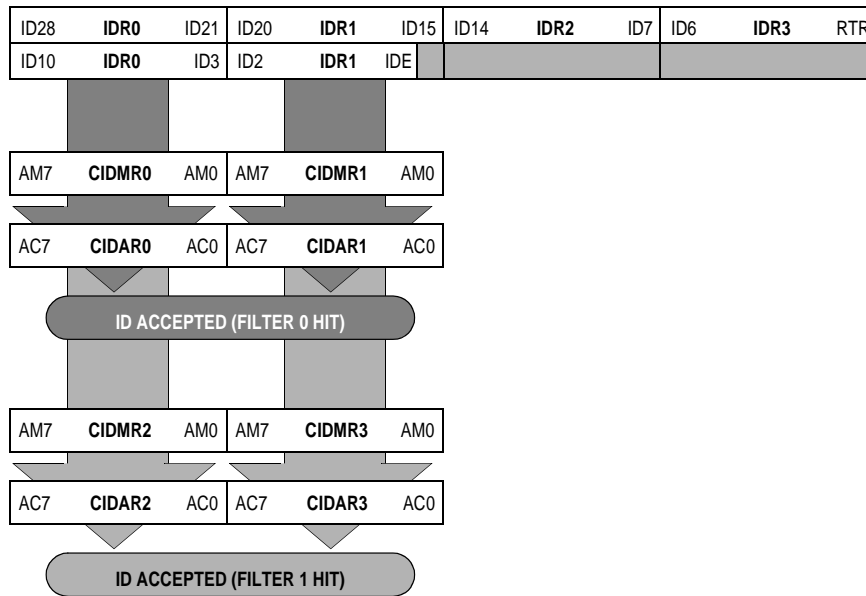 ID28 IDR0 ID21 ID20 IDR1 ID15 ID14 IDR2 ID7 ID6 IDR3 RTR
ID10 IDR0 ID3 ID2 IDR1 IDE
AM7 CIDMR0 AM0 AM7 CIDMR1 AM0
AC7 CIDAR0 AC0 AC7 CIDAR1 AC0
ID ACCEPTED (FILTER 0 HIT)
AM7 CIDMR2 AM0 AM7 CIDMR3 AM0
AC7 CIDAR2 AC0 AC7 CIDAR3 AC0
ID ACCEPTED (FILTER 1 HIT)